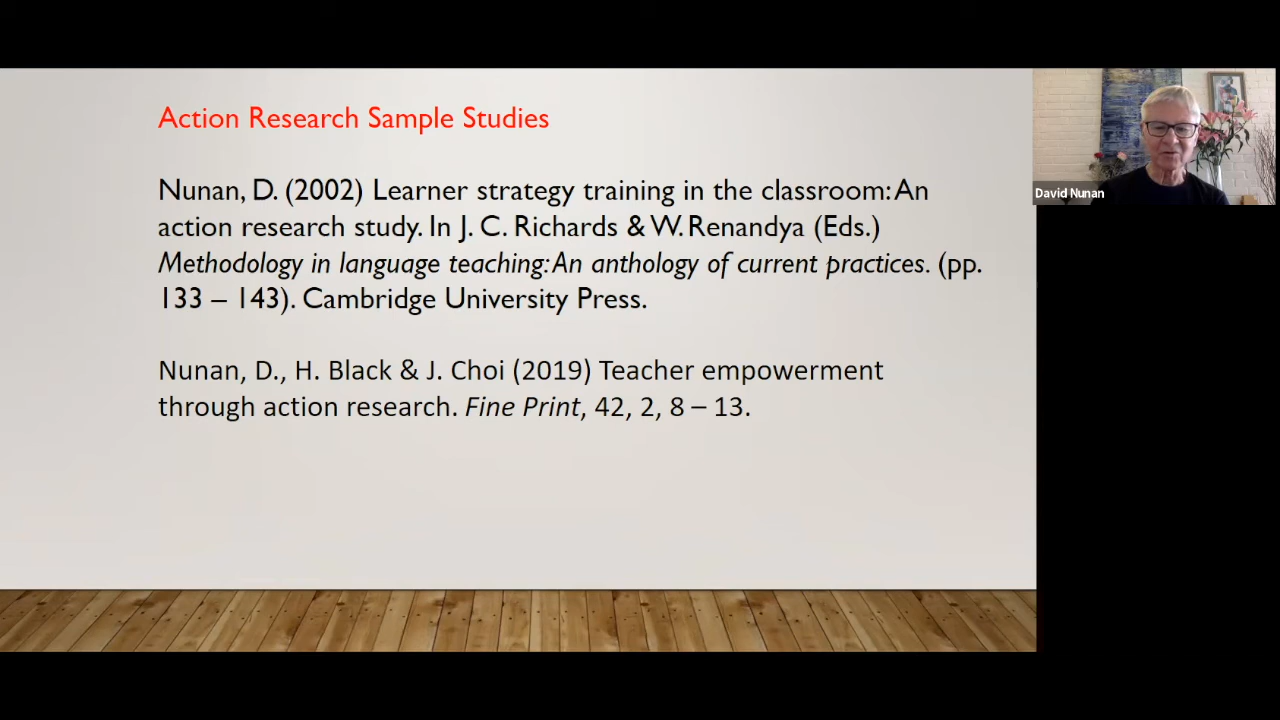 Action Research Sample Studies
Nunan, D. (2002) Learner strategy training in the classroom: An
action research study. In J. C. Richards & W. Renandya (Eds.)
Methodology in language teaching: An anthology of current practices. (pp.
133 – 143). Cambridge University Press.
Nunan, D., H. Black & J. Choi (2019) Teacher empowerment
through action research. Fine Print, 42, 2, 8 – 13.
David Nunan